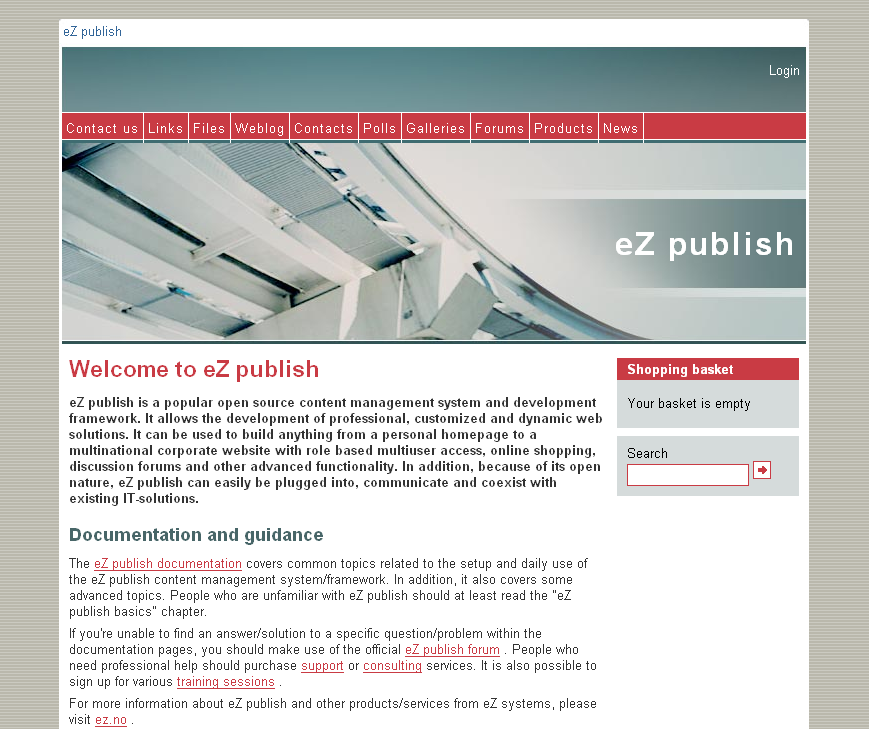 eZ publish
Login
Contact us Links Files Weblog Contacts Polls Galleries Forums Products News
eZ publish
Welcome to eZ publish
eZ publish is a popular open source content management system and development
framework. It allows the development of professional, customized and dynamic web
solutions. It can be used to build anything from a personal homepage to a
multinational corporate website with role based multiuser access, online shopping,
discussion forums and other advanced functionality. In addition, because of its open
nature, eZ publish can easily be plugged into, communicate and coexist with
existing IT-solutions.
Documentation and guidance
The eZ publish documentation covers common topics related to the setup and daily use of
the eZ publish content management system/framework. In addition, it also covers some
advanced topics. People who are unfamiliar with eZ publish should at least read the "eZ
publish basics" chapter.
If you're unable to find an answer/solution to a specific question/problem within the
documentation pages, you should make use of the official eZ publish forum . People who
need professional help should purchase support or consulting services. It is also possible to
sign up for various training sessions .
For more information about eZ publish and other products/services from eZ systems, please
visit ez.no .
Shopping basket
Your basket is empty
Search